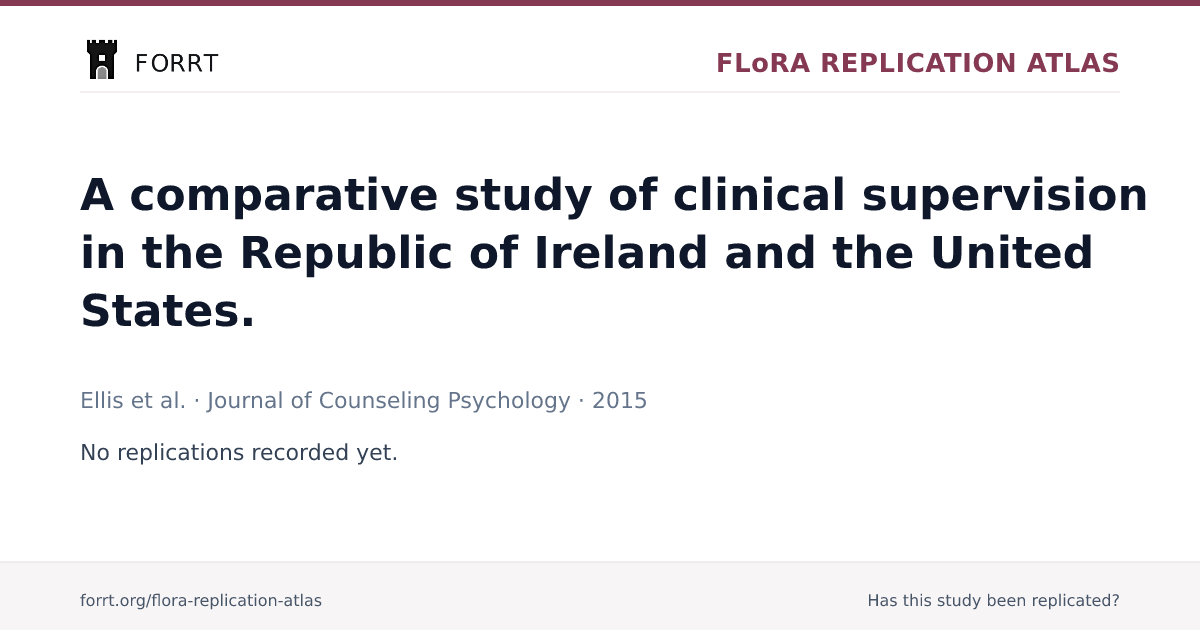 FORRT
FLoRA REPLICATION ATLAS
A comparative study of clinical supervision
in the Republic of Ireland and the United
States.
Ellis et al. · Journal of Counseling Psychology · 2015
No replications recorded yet.
forrt.org/flora-replication-atlas
Has this study been replicated?